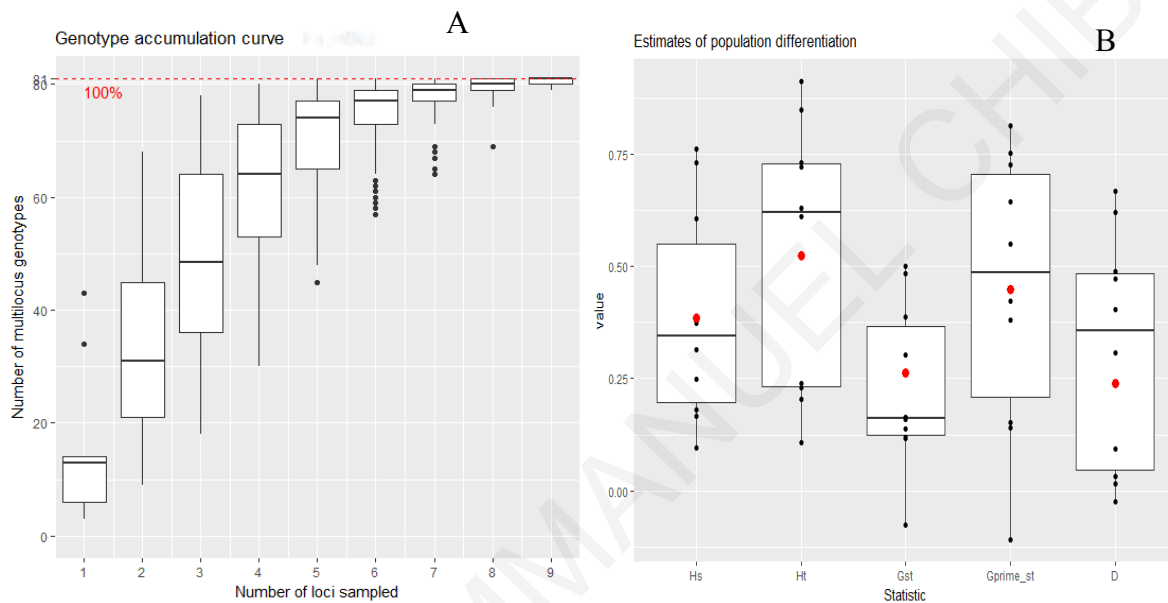 Genotype accumulation curve
A
81
80
60
40
20
0
100%
Number of multilocus genotypes
1 2 3 4 5 6 7 8 9
Number of loci sampled
Estimates of population differentiation
B
0.75
0.50
0.25
0.00
value
Hs Ht Gst Gprime_st D
Statistic
MMANUEL CHIB